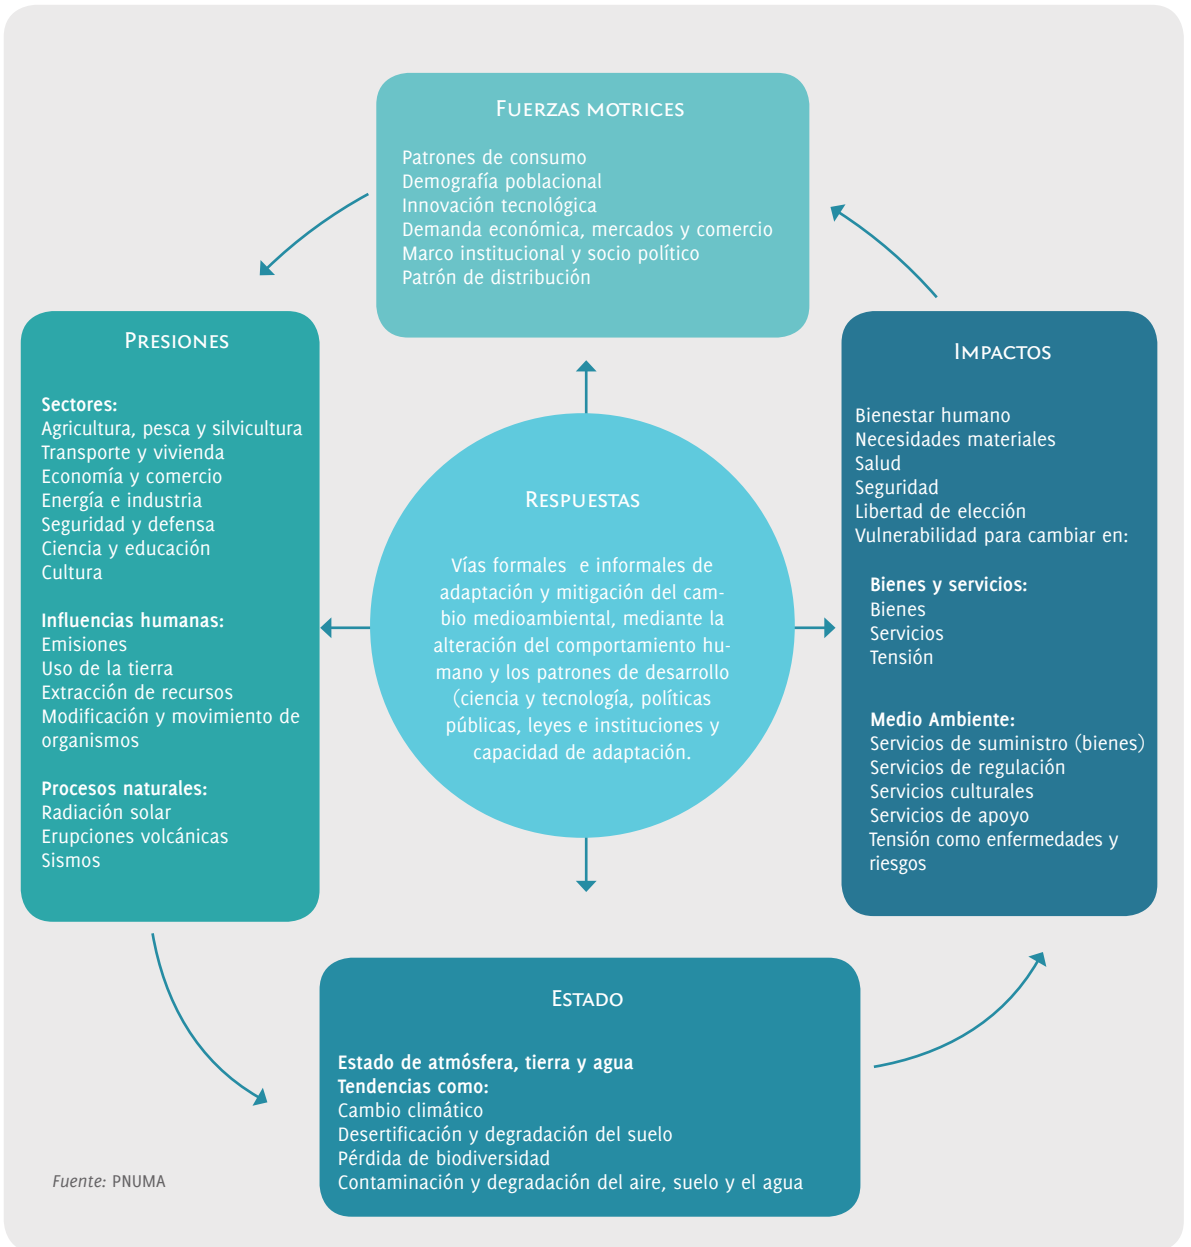 Fuerzas motrices
Patrones de consumo
Demografía poblacional
Innovación tecnológica
Demanda económica, mercados y comercio
Marco institucional y socio político
Patrón de distribución
Presiones
Sectores:
Agricultura, pesca y silvicultura
Transporte y vivienda
Economía y comercio
Energía e industria
Seguridad y defensa
Ciencia y educación
Cultura
Influencias humanas:
Emisiones
Uso de la tierra
Extracción de recursos
Modificación y movimiento de
organismos
Procesos naturales:
Radiación solar
Erupciones volcánicas
Sismos
Respuestas
Vías formales e informales de
adaptación y mitigación del cam-
bio medioambiental, mediante la
alteración del comportamiento hu-
mano y los patrones de desarrollo
(ciencia y tecnología, políticas
públicas, leyes e instituciones y
capacidad de adaptación.
Impactos
Bienestar humano
Necesidades materiales
Salud
Seguridad
Libertad de elección
Vulnerabilidad para cambiar en:
Bienes y servicios:
Bienes
Servicios
Tensión
Medio Ambiente:
Servicios de suministro (bienes)
Servicios de regulación
Servicios culturales
Servicios de apoyo
Tensión como enfermedades y
riesgos
Estado
Estado de atmósfera, tierra y agua
Tendencias como:
Cambio climático
Desertificación y degradación del suelo
Pérdida de biodiversidad
Contaminación y degradación del aire, suelo y el agua
Fuente: PNUMA